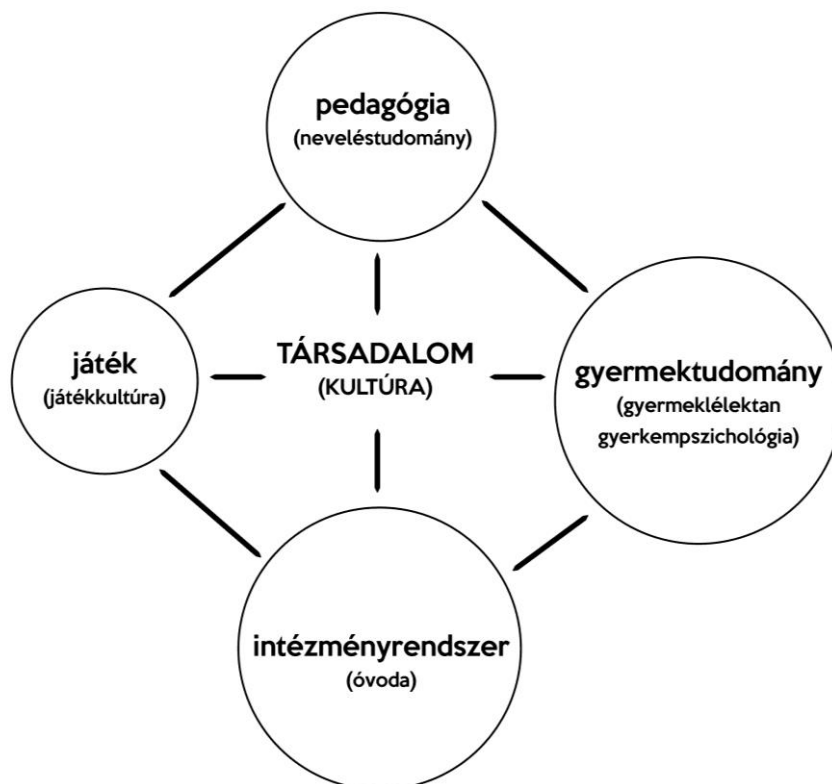 pedagógia
(neveléstudomány)
játék
(játékkultúra)
TÁRSADALOM
(KULTÚRA)
gyermektudomány
(gyermeklélektan
gyerkempszichológia)
intézményrendszer
(óvoda)